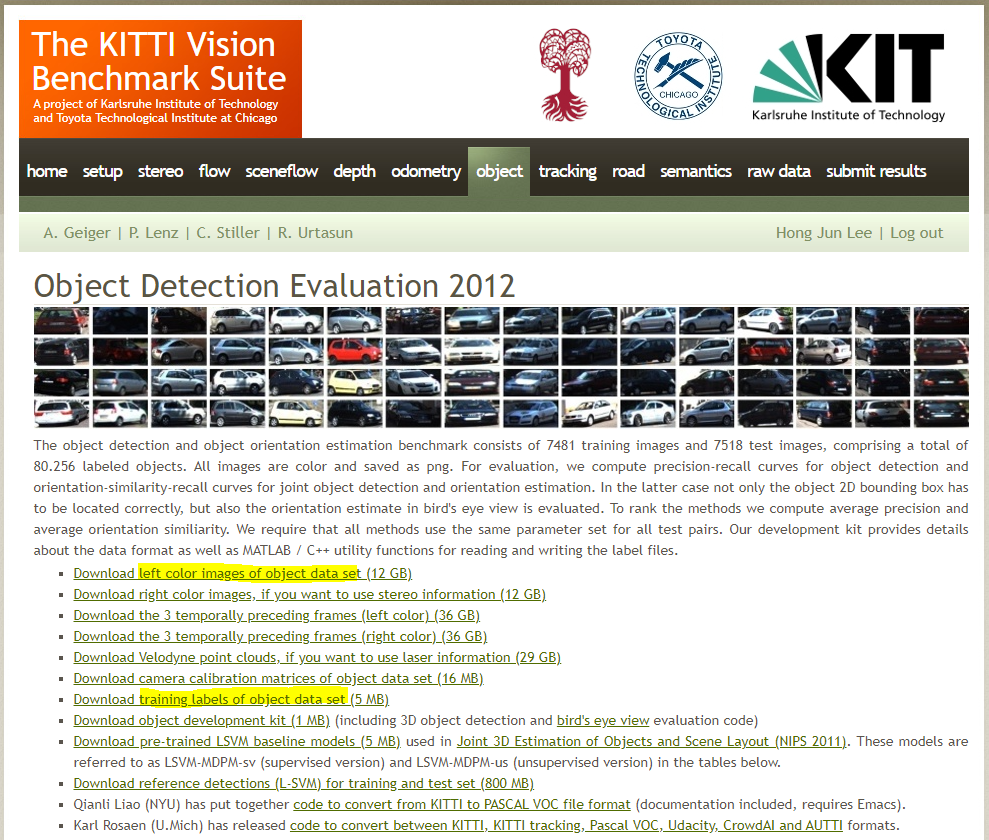 The KITTI Vision
Benchmark Suite
A project of Karlsruhe Institute of Technology
and Toyota Technological Institute at Chicago
TOYOTA TECHNOLOGICAL INSTITUTE
CHICAGO
KIT
Karlsruhe Institute of Technology
home setup stereo flow sceneflow depth odometry object tracking road semantics raw data submit results
A. Geiger | P. Lenz | C. Stiller | R. Urtasun
Hong Jun Lee | Log out
Object Detection Evaluation 2012
The object detection and object orientation estimation benchmark consists of 7481 training images and 7518 test images, comprising a total of
80.256 labeled objects. All images are color and saved as png. For evaluation, we compute precision-recall curves for object detection and
orientation-similarity-recall curves for joint object detection and orientation estimation. In the latter case not only the object 2D bounding box has
to be located correctly, but also the orientation estimate in bird's eye view is evaluated. To rank the methods we compute average precision and
average orientation similiarity. We require that all methods use the same parameter set for all test pairs. Our development kit provides details
about the data format as well as MATLAB / C++ utility functions for reading and writing the label files.
Download left color images of object data set (12 GB)
Download right color images, if you want to use stereo information (12 GB)
Download the 3 temporally preceding frames (left color) (36 GB)
Download the 3 temporally preceding frames (right color) (36 GB)
Download Velodyne point clouds, if you want to use laser information (29 GB)
Download camera calibration matrices of object data set (16 MB)
Download training labels of object data set (5 MB)
Download object development kit (1 MB) (including 3D object detection and bird's eye view evaluation code)
Download pre-trained LSVM baseline models (5 MB) used in Joint 3D Estimation of Objects and Scene Layout (NIPS 2011). These models are
referred to as LSVM-MDPM-sv (supervised version) and LSVM-MDPM-us (unsupervised version) in the tables below.
Download reference detections (L-SVM) for training and test set (800 MB)
Qianli Liao (NYU) has put together code to convert from KITTI to PASCAL VOC file format (documentation included, requires Emacs).
Karl Rosaen (U.Mich) has released code to convert between KITTI, KITTI tracking, Pascal VOC, Udacity, CrowdAI and AUTTI formats.